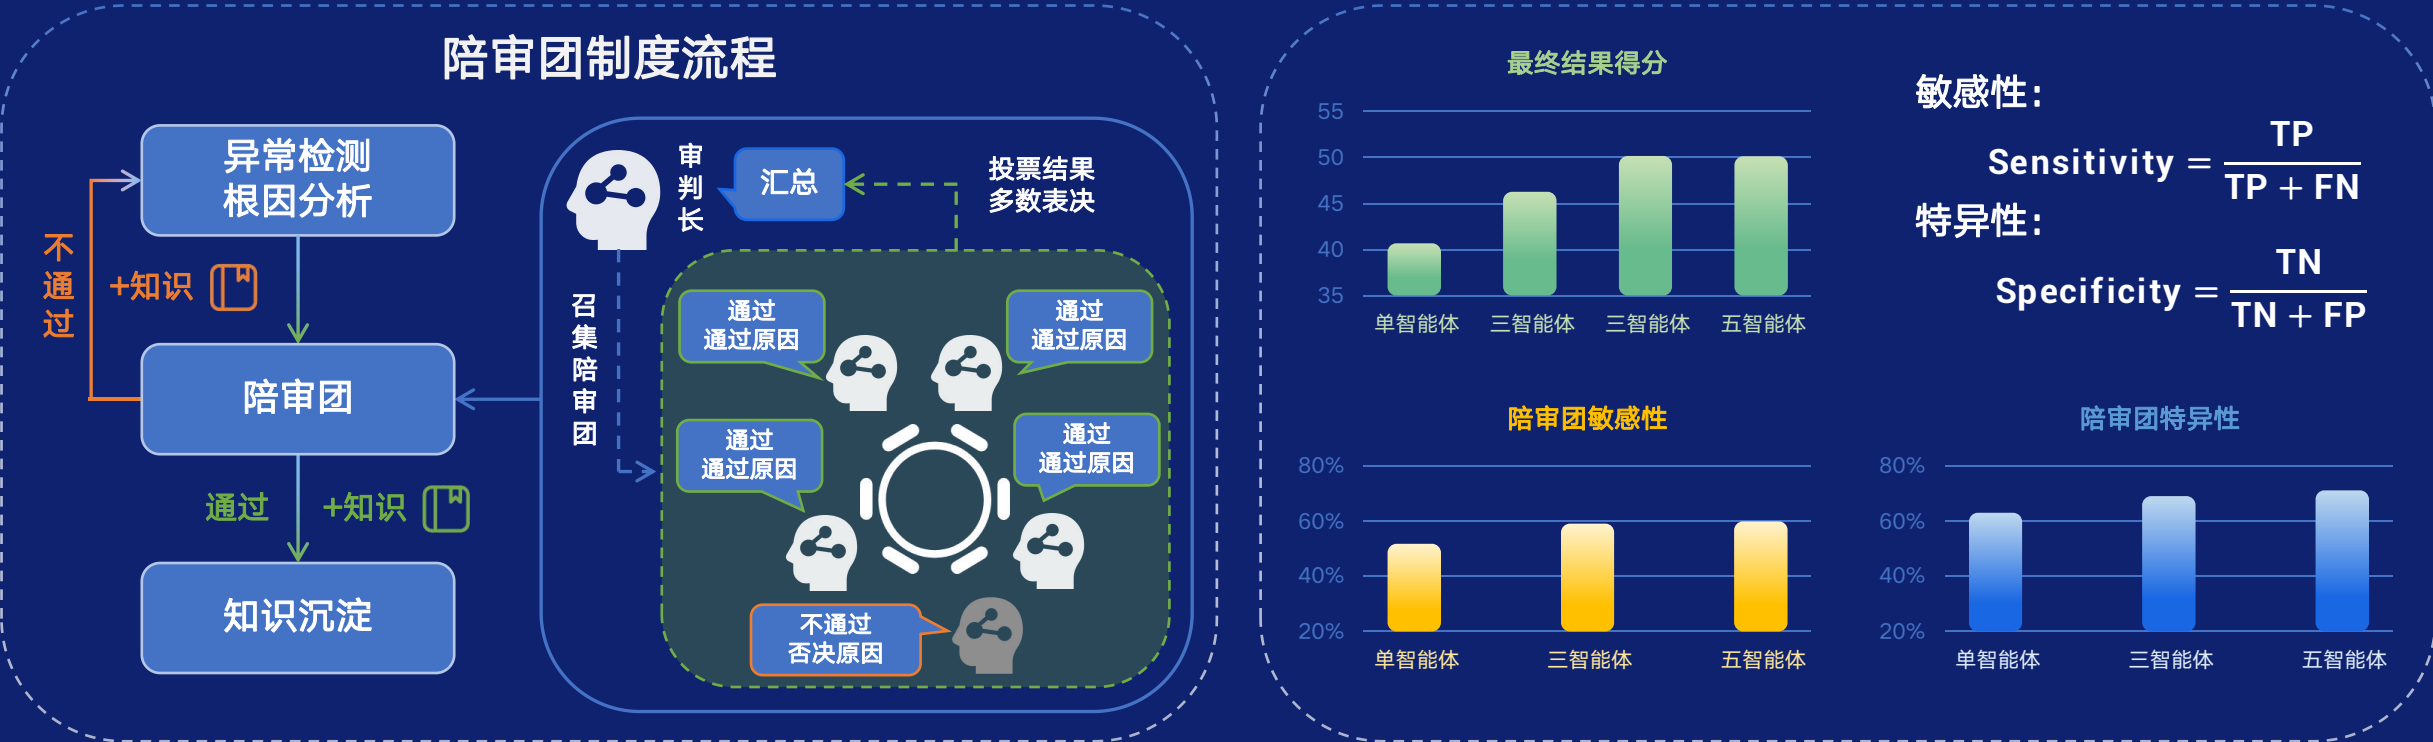 陪审团制度流程
异常检测
根因分析
不通过
+知识
陪审团
通过
+知识
知识沉淀
审判长
汇总
投票结果
多数表决
召集陪审团
通过
通过原因
通过
通过原因
通过
通过原因
通过
通过原因
不通过
否决原因
最终结果得分
55
50
45
40
35
单智能体
三智能体
三智能体
五智能体
敏感性:
Sensitivity = TP / TP + FN
特异性:
Specificity = TN / TN + FP
陪审团敏感性
80%
60%
40%
20%
单智能体
三智能体
五智能体
陪审团特异性
80%
60%
40%
20%
单智能体
三智能体
五智能体